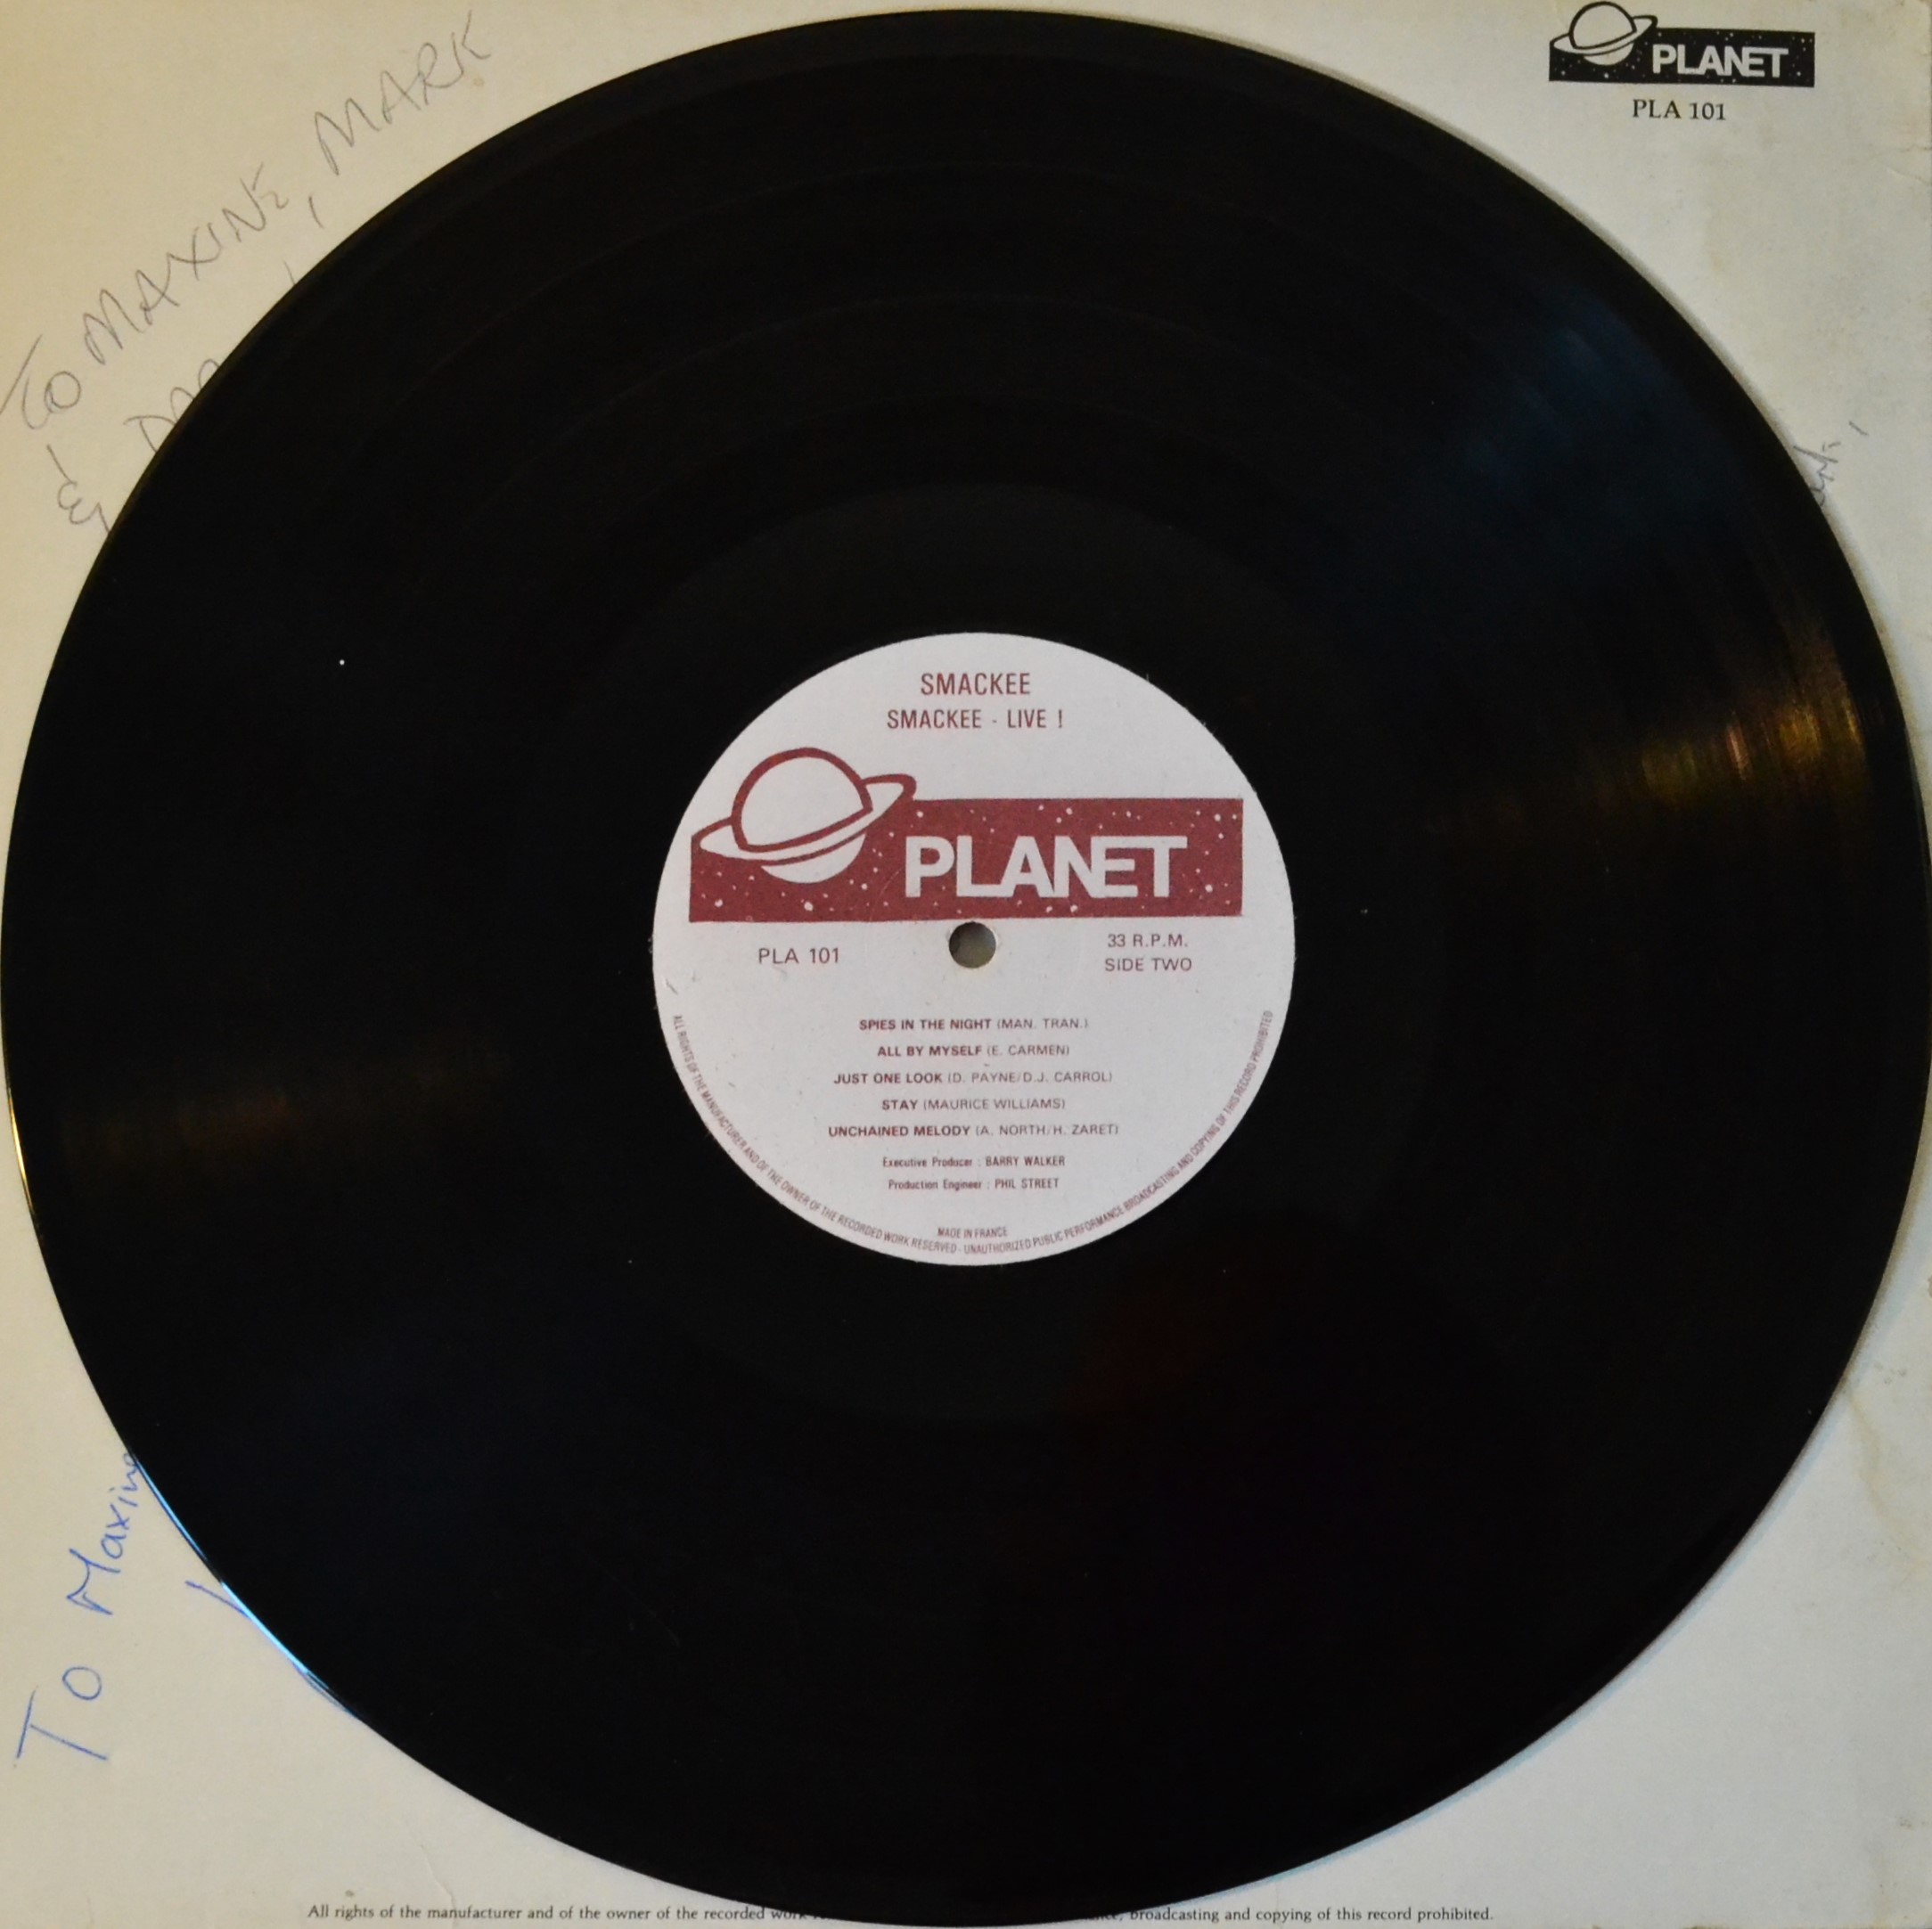 TO MAXINE, MARK
&
PLANET
PLA 101
SMACKEE
SMACKEE - LIVE !
PLANET
PLA 101
33 R.P.M.
SIDE TWO
SPIES IN THE NIGHT (MAN. TRAN.)
ALL BY MYSELF (E. CARMEN)
JUST ONE LOOK (D. PAYNE/D.J. CARROL)
STAY (MAURICE WILLIAMS)
UNCHAINED MELODY (A. NORTH/H. ZARET)
Executive Producer : BARRY WALKER
Production Engineer : PHIL STREET
MADE IN FRANCE
ALL RIGHTS OF THE MANUFACTURER AND OF THE OWNER OF THE RECORDED WORK RESERVED - UNAUTHORIZED PUBLIC PERFORMANCE BROADCASTING AND COPYING OF THIS RECORD PROHIBITED
To Maxine
All rights of the manufacturer and of the owner of the recorded work broadcasting and copying of this record prohibited.